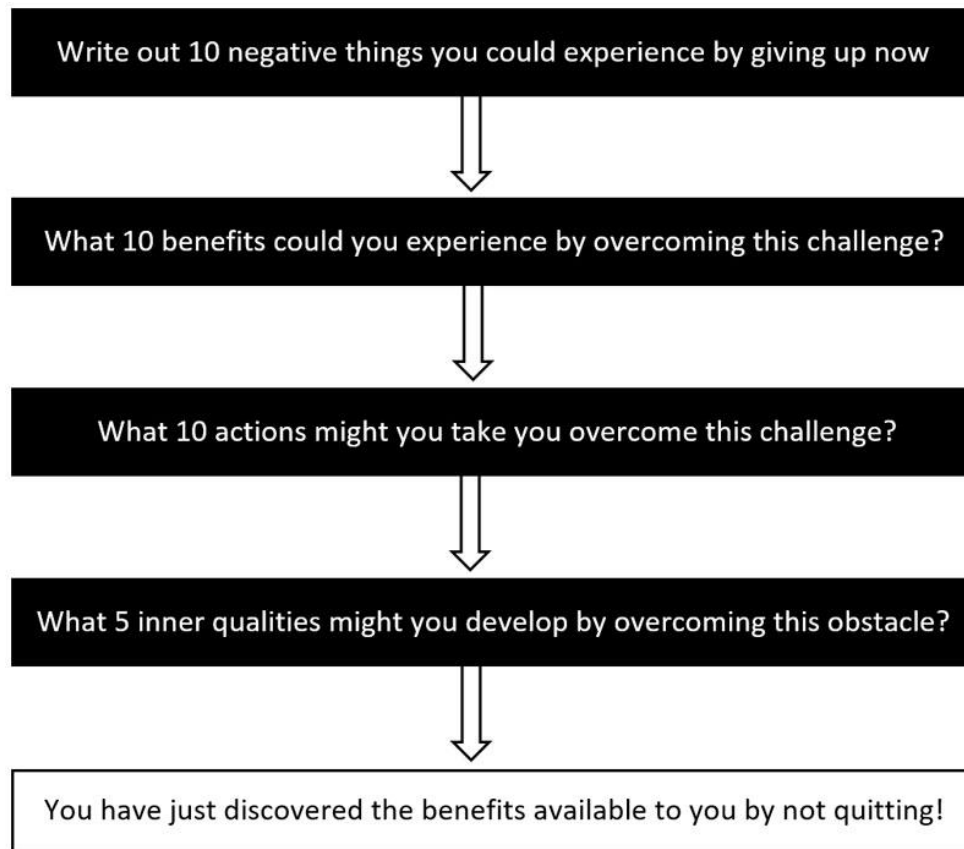 Write out 10 negative things you could experience by giving up now
What 10 benefits could you experience by overcoming this challenge?
What 10 actions might you take you overcome this challenge?
What 5 inner qualities might you develop by overcoming this obstacle?
You have just discovered the benefits available to you by not quitting!